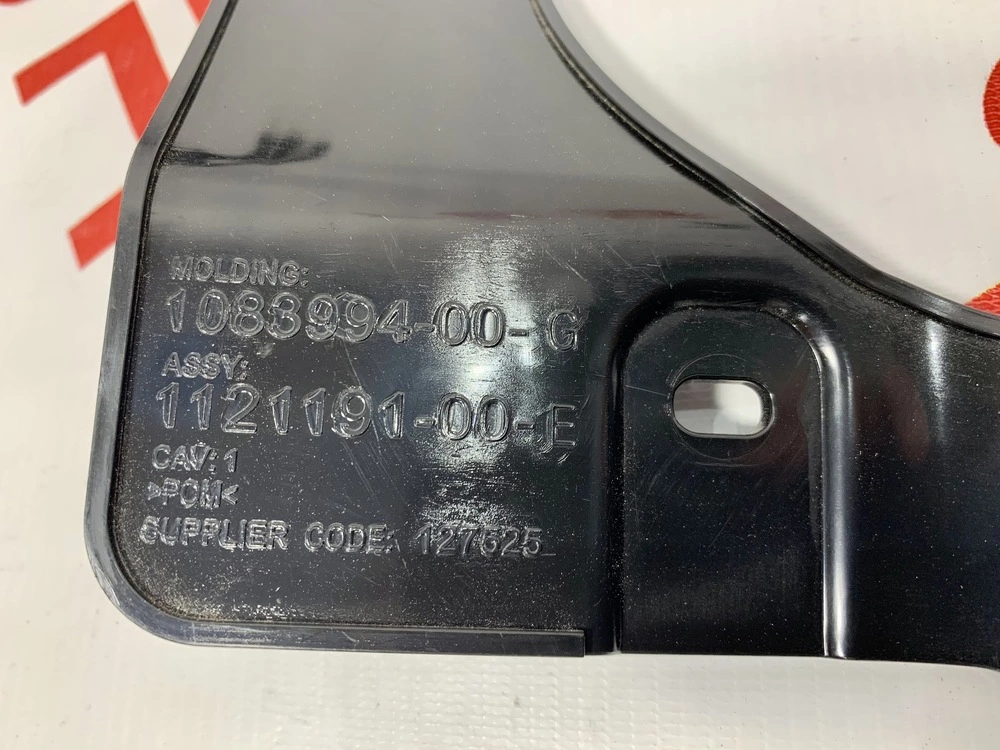 MOLDING:
1083994-00-G
ASSY:
1121191-00-E
CAV: 1
>POM<
SUPPLIER CODE: 127525